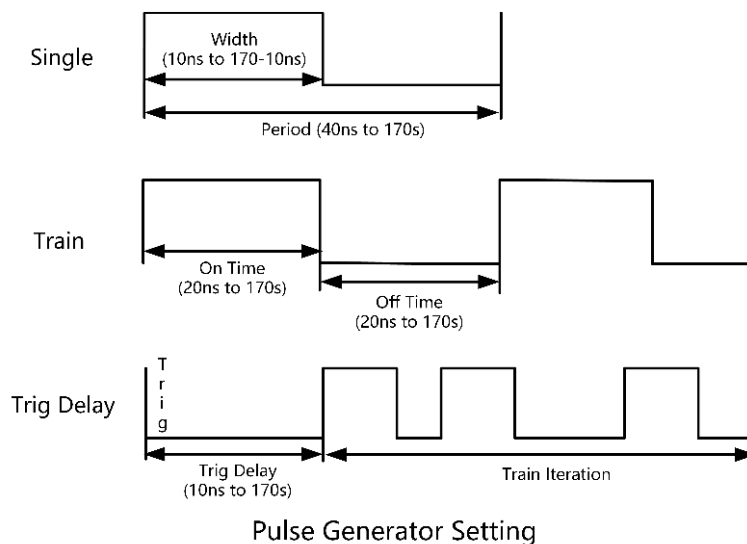 Single
Width
(10ns to 170-10ns)
Period (40ns to 170s)
Train
On Time
(20ns to 170s)
Off Time
(20ns to 170s)
Trig Delay
Trig
Trig Delay
(10ns to 170s)
Train Iteration
Pulse Generator Setting